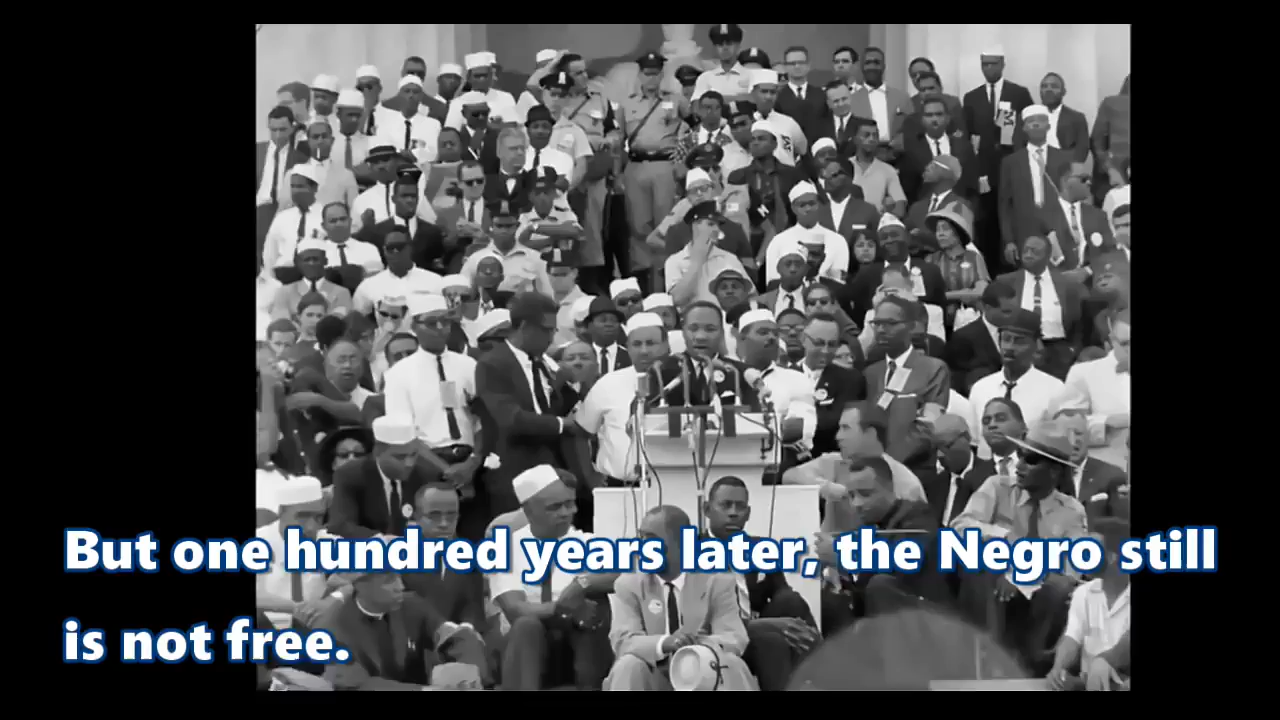 But one hundred years later, the Negro still
is not free.